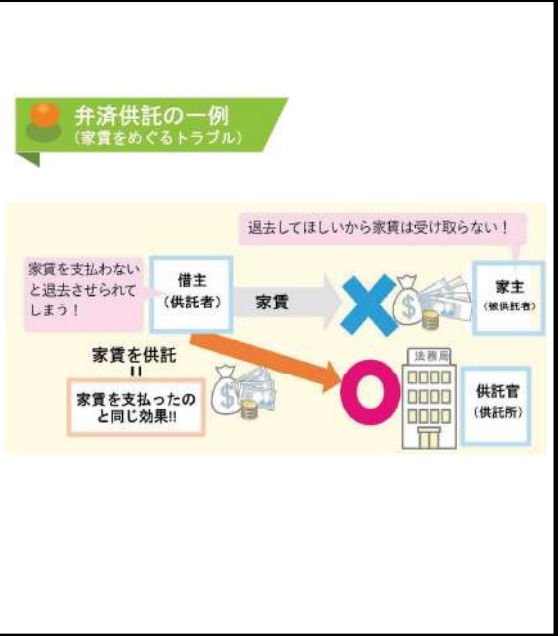 弁済供託の一例
(家賃をめぐるトラブル)
退去してほしいから家賃は受け取らない！
家賃を支払わない
と退去させられて
しまう！
借主
(供託者)
家賃
家主
(被供託者)
家賃を供託
＝
家賃を支払ったの
と同じ効果!!
法務局
供託官
(供託所)